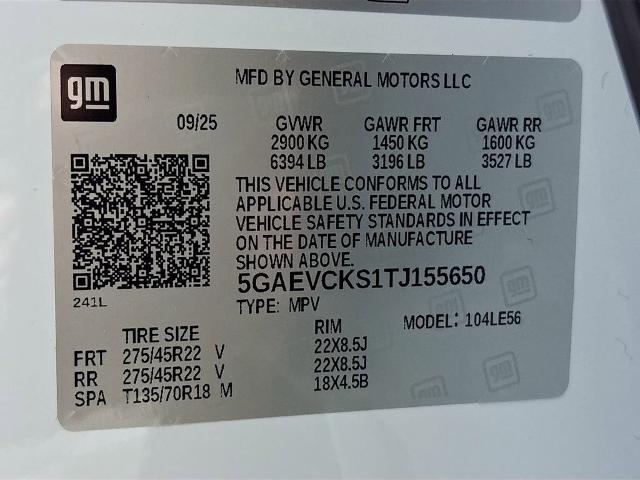 gm
MFD BY GENERAL MOTORS LLC
09/25 GVWR GAWR FRT GAWR RR
2900 KG 1450 KG 1600 KG
6394 LB 3196 LB 3527 LB
THIS VEHICLE CONFORMS TO ALL
APPLICABLE U.S. FEDERAL MOTOR
VEHICLE SAFETY STANDARDS IN EFFECT
ON THE DATE OF MANUFACTURE
SHOWN ABOVE.
5GAEVCKS1TJ155650
241L
TYPE: MPV MODEL: 104LE56
TIRE SIZE RIM
FRT 275/45R22 V 22X8.5J
RR 275/45R22 V 22X8.5J
SPA T135/70R18 M 18X4.5B